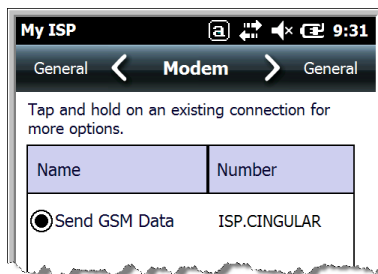 My ISP a 9:31
General Modem General
Tap and hold on an existing connection for
more options.
Name Number
Send GSM Data ISP.CINGULAR